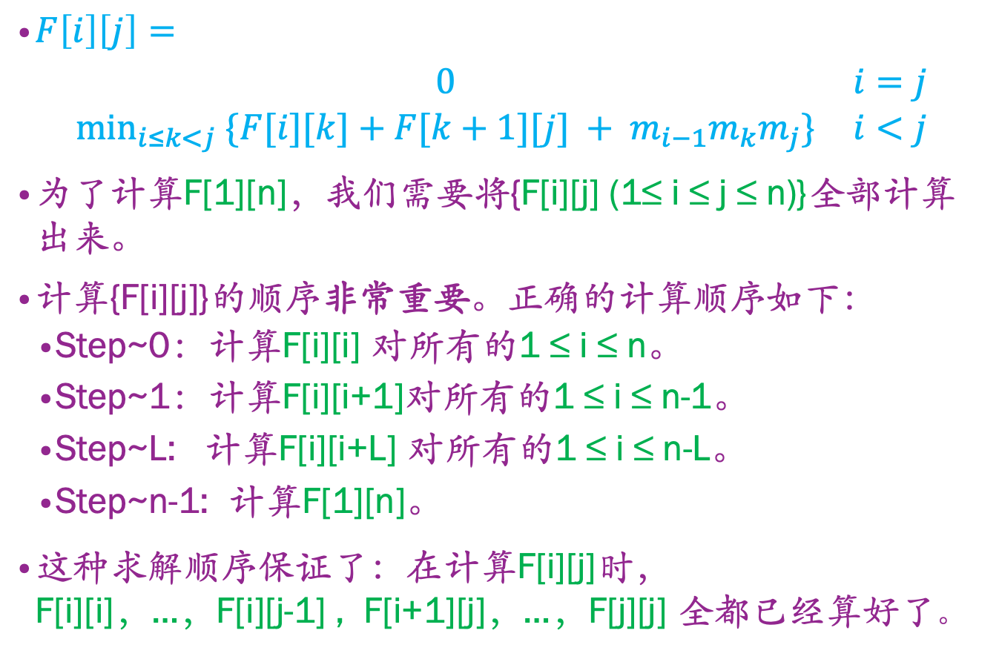 •F[i][j] =
0 i = j
min_{i≤k<j} {F[i][k] + F[k + 1][j] + m_{i−1}m_km_j} i < j
•为了计算F[1][n]，我们需要将{F[i][j] (1≤ i ≤ j ≤ n)}全部计算
出来。
•计算{F[i][j]}的顺序非常重要。正确的计算顺序如下：
•Step~0：计算F[i][i] 对所有的1 ≤ i ≤ n。
•Step~1：计算F[i][i+1]对所有的1 ≤ i ≤ n-1。
•Step~L: 计算F[i][i+L] 对所有的1 ≤ i ≤ n-L。
•Step~n-1: 计算F[1][n]。
•这种求解顺序保证了：在计算F[i][j]时，
F[i][i]，…，F[i][j-1] , F[i+1][j]，…，F[j][j] 全都已经算好了。